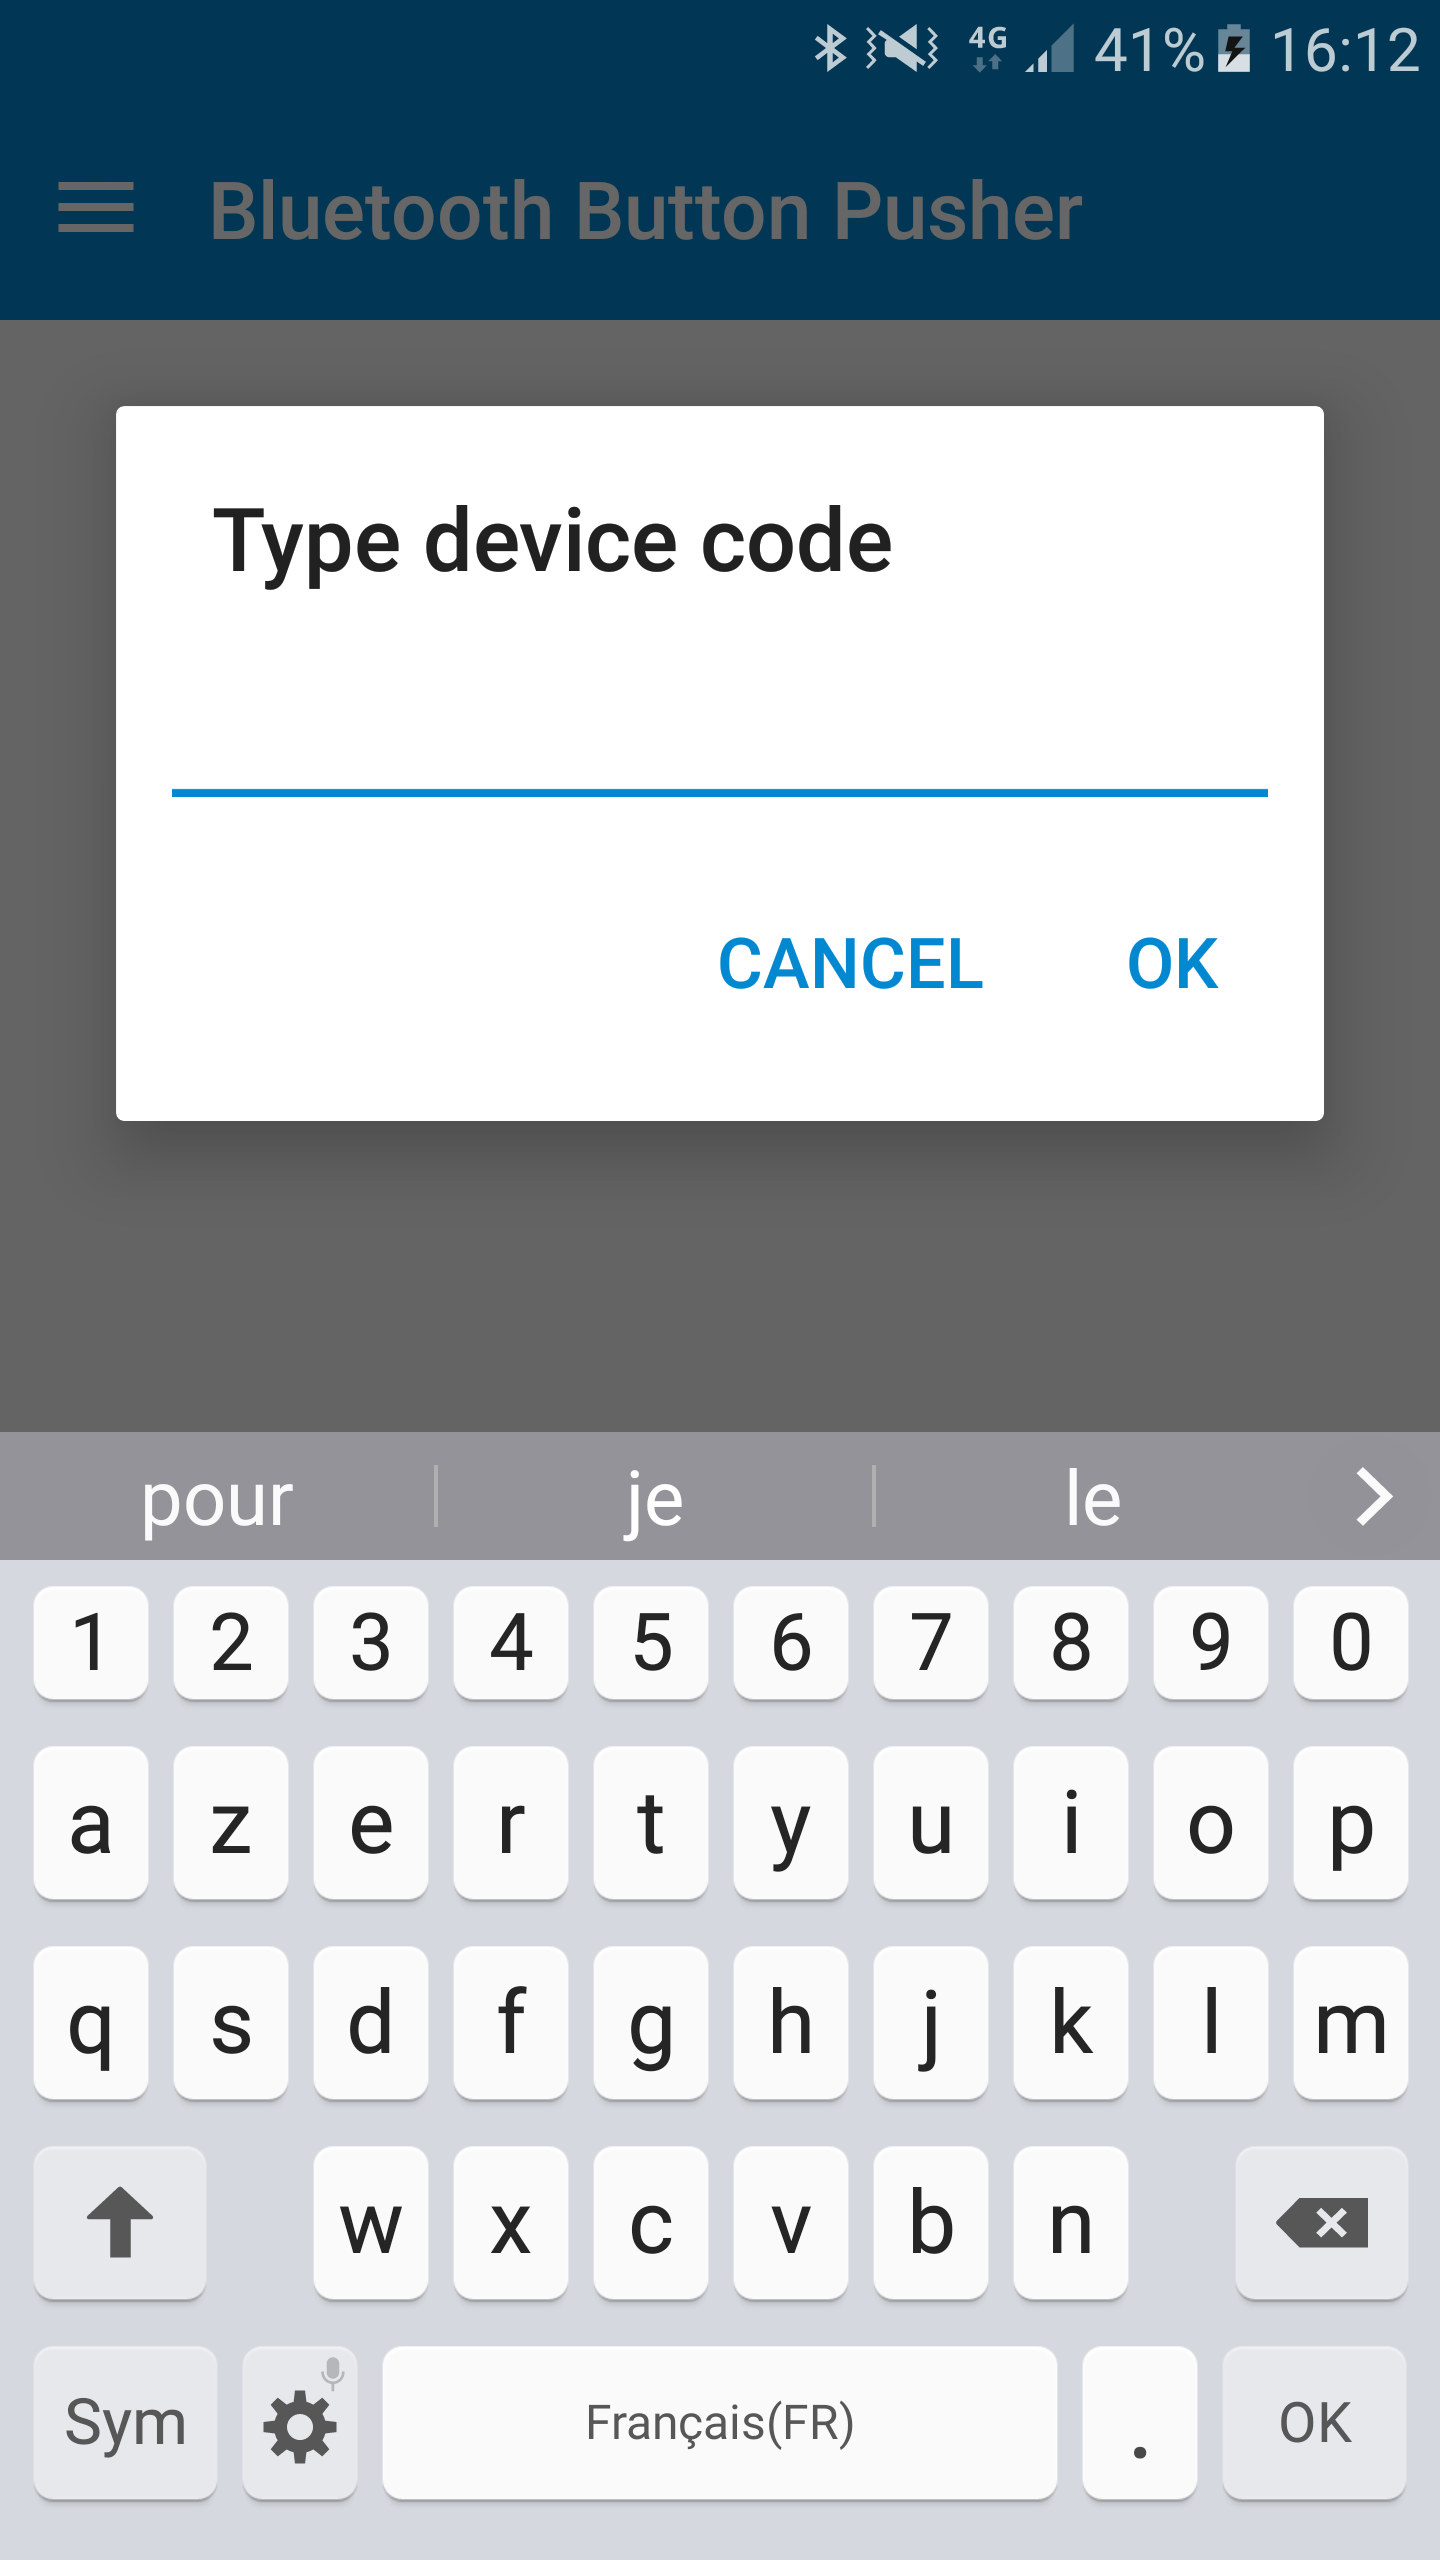 4G 41% 16:12
Bluetooth Button Pusher
Type device code
CANCEL OK
pour je le
1 2 3 4 5 6 7 8 9 0
a z e r t y u i o p
q s d f g h j k l m
w x c v b n
Sym Français(FR) . OK